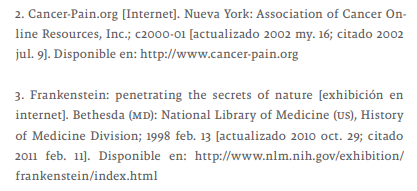 2. Cancer-Pain.org [Internet]. Nueva York: Association of Cancer On-
line Resources, Inc.; c2000-01 [actualizado 2002 my. 16; citado 2002
jul. 9]. Disponible en: http://www.cancer-pain.org
3. Frankenstein: penetrating the secrets of nature [exhibición en
internet]. Bethesda (MD): National Library of Medicine (US), History
of Medicine Division; 1998 feb. 13 [actualizado 2010 oct. 29; citado
2011 feb. 11]. Disponible en: http://www.nlm.nih.gov/exhibition/
frankenstein/index.html